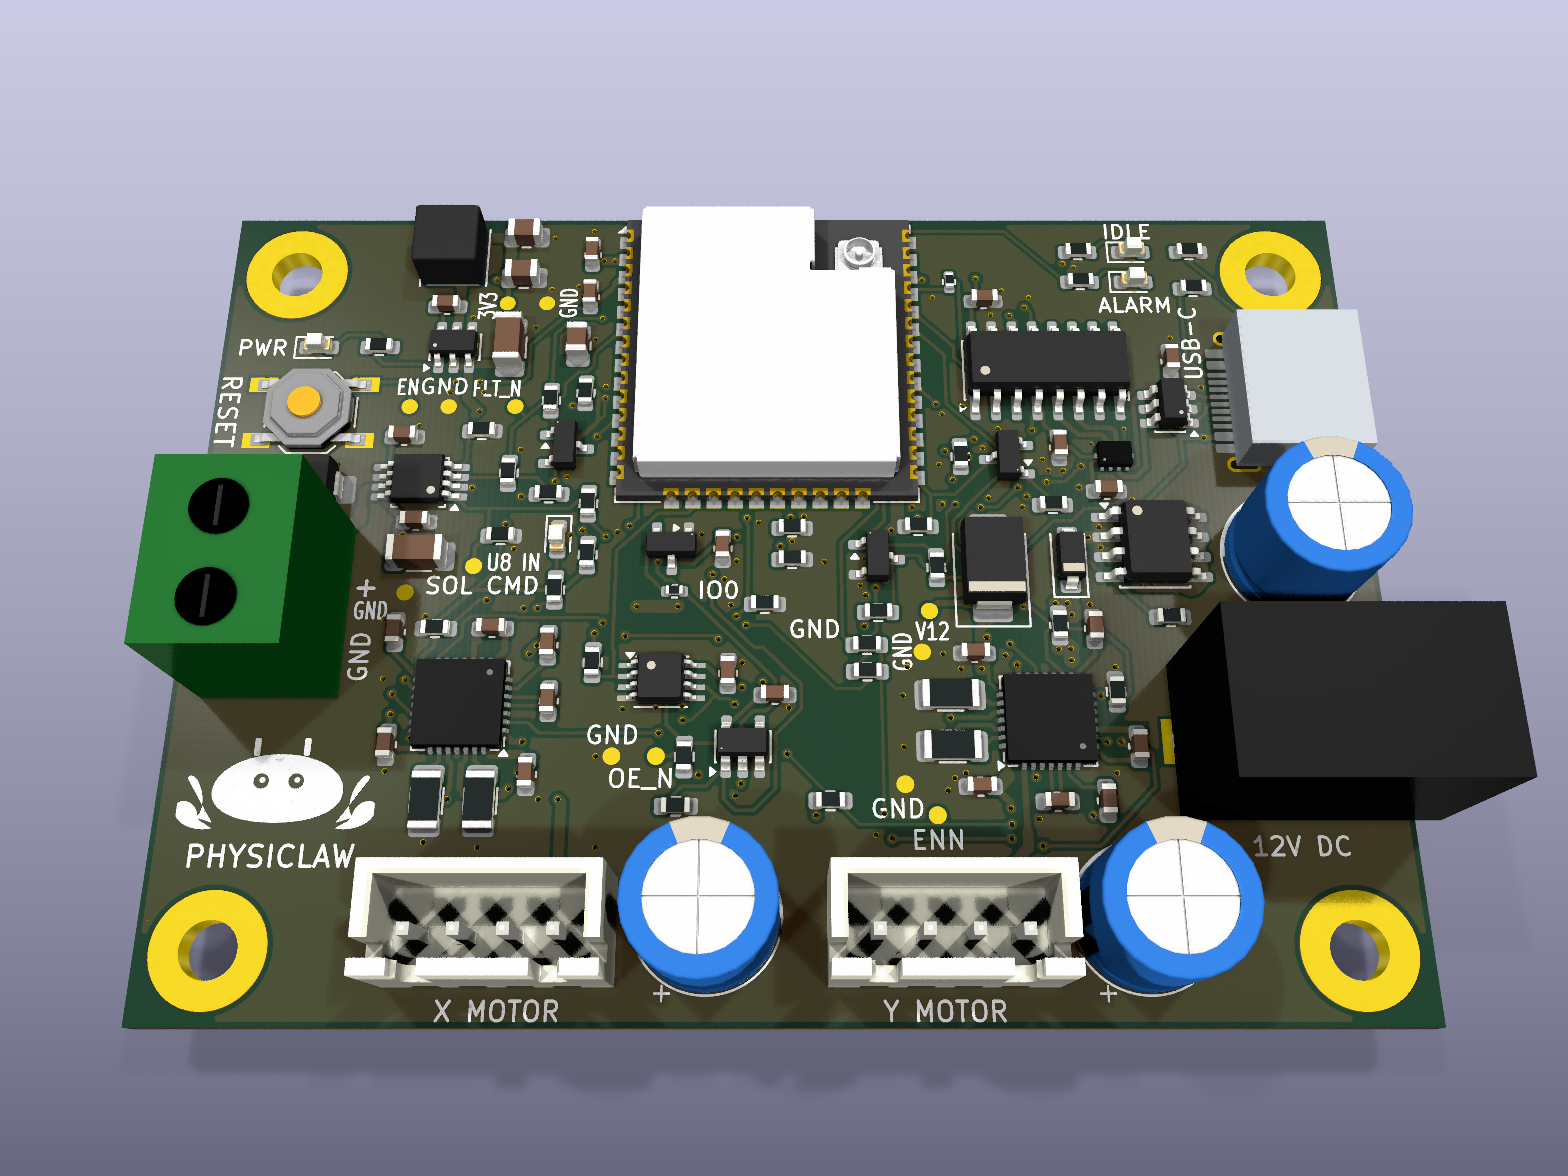 IDLE
ALARM
3V3
GND
USB-C
PWR
RESET
EN
GND
FLT_N
U8 IN
SOL CMD
IO0
+
GND
GND
GND
V12
GND
GND
OE_N
GND
ENN
PHYSICLAW
12V DC
X MOTOR
+
Y MOTOR
+